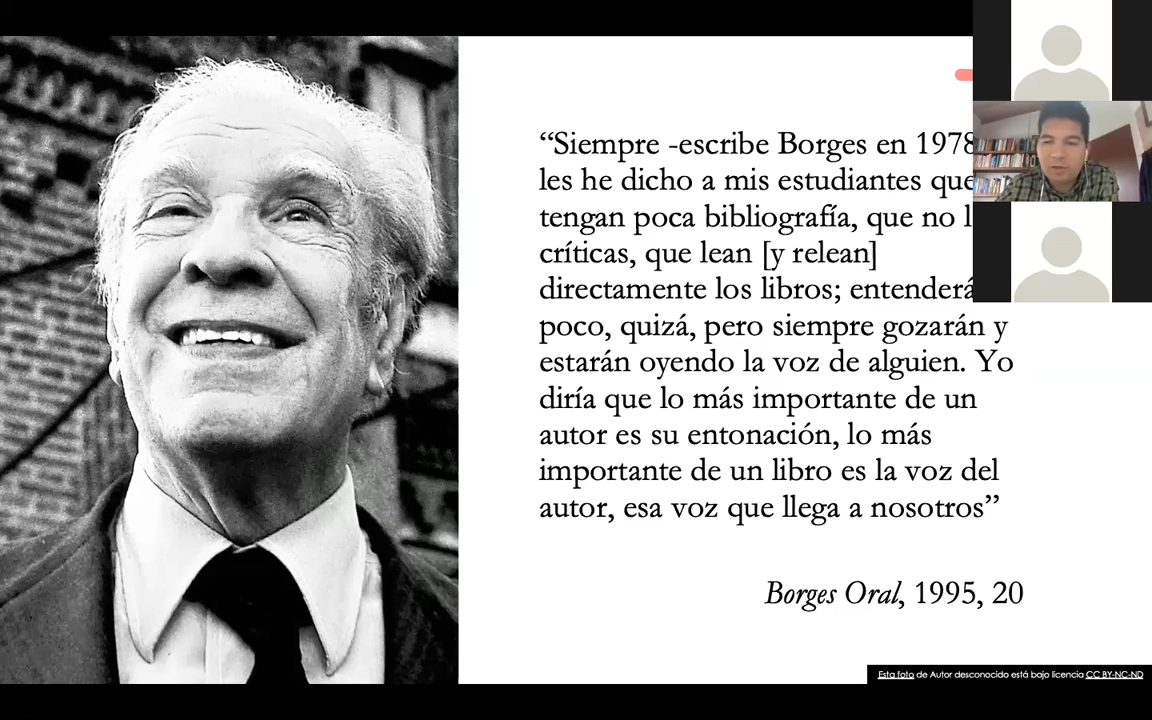 “Siempre -escribe Borges en 1978
les he dicho a mis estudiantes que
tengan poca bibliografía, que no l
críticas, que lean [y relean]
directamente los libros; entenderá
poco, quizá, pero siempre gozarán y
estarán oyendo la voz de alguien. Yo
diría que lo más importante de un
autor es su entonación, lo más
importante de un libro es la voz del
autor, esa voz que llega a nosotros”
Borges Oral, 1995, 20
Esta foto de Autor desconocido está bajo licencia CC BY-NC-ND